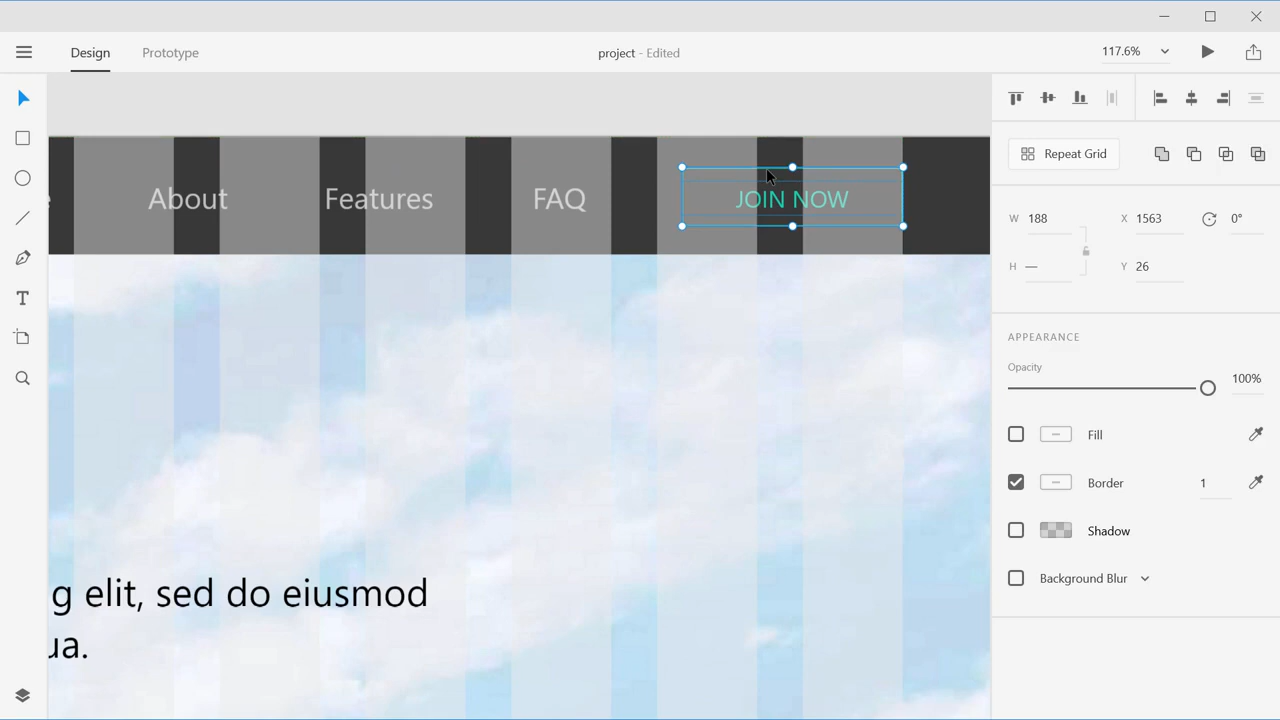 Design
Prototype
project - Edited
117.6%
Repeat Grid
W 188
X 1563
0°
H —
Y 26
APPEARANCE
Opacity
100%
Fill
Border
1
Shadow
Background Blur
e About Features FAQ JOIN NOW
g elit, sed do eiusmod
ua.